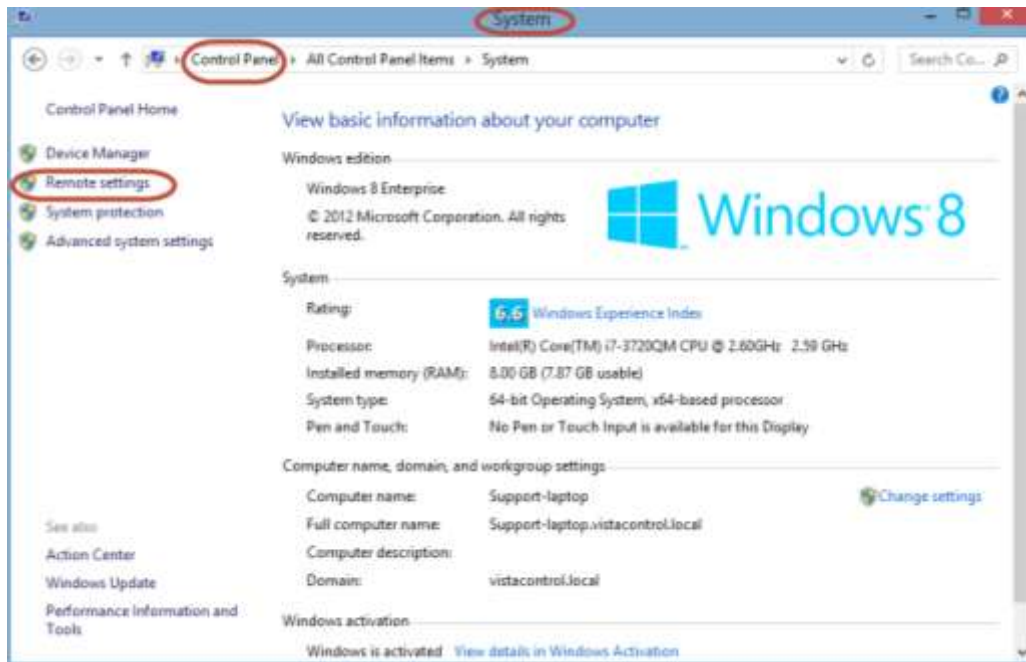 System
Control Panel › All Control Panel Items › System
Search Co...
Control Panel Home
Device Manager
Remote settings
System protection
Advanced system settings
See also
Action Center
Windows Update
Performance Information and
Tools
View basic information about your computer
Windows edition
Windows 8 Enterprise
© 2012 Microsoft Corporation. All rights
reserved.
Windows 8
System
Rating:
6.6 Windows Experience Index
Processor: Intel(R) Core(TM) i7-3720QM CPU @ 2.60GHz 2.59 GHz
Installed memory (RAM): 8.00 GB (7.87 GB usable)
System type: 64-bit Operating System, x64-based processor
Pen and Touch: No Pen or Touch Input is available for this Display
Computer name, domain, and workgroup settings
Computer name: Support-laptop Change settings
Full computer name: Support-laptop.vistacontrol.local
Computer description:
Domain: vistacontrol.local
Windows activation
Windows is activated View details in Windows Activation